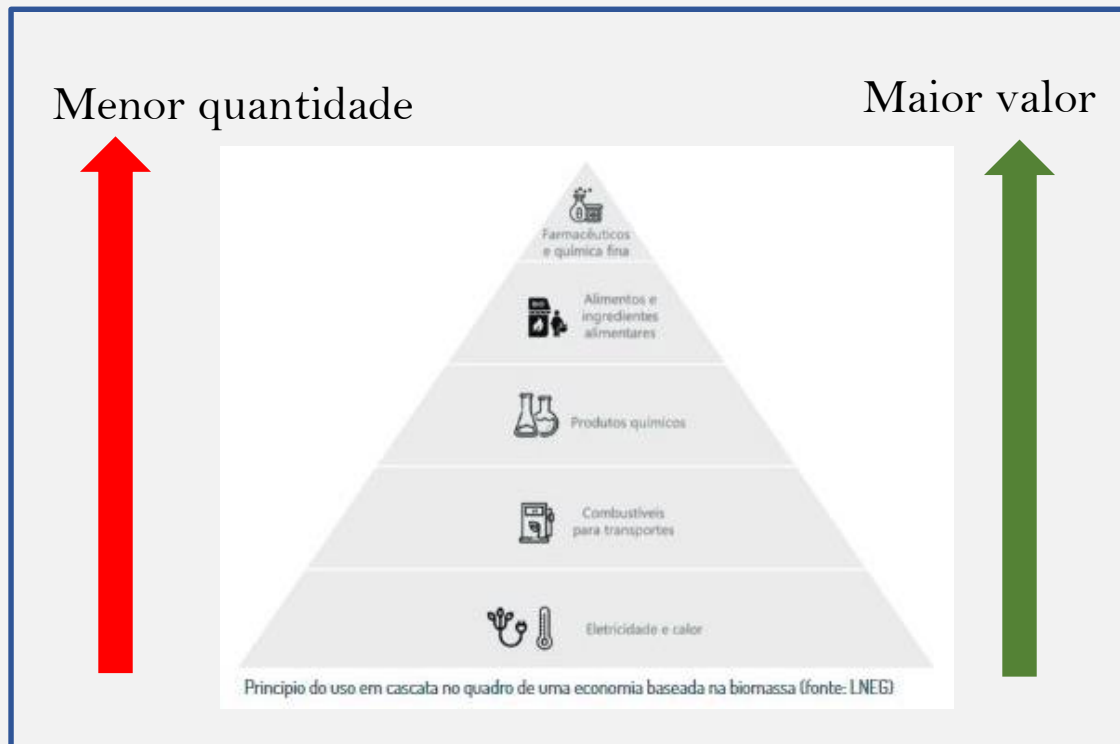 Menor quantidade
Maior valor
Farmacêuticos
e química fina
Alimentos e
ingredientes
alimentares
Produtos químicos
Combustíveis
para transportes
Eletricidade e calor
Princípio do uso em cascata no quadro de uma economia baseada na biomassa (fonte: LNEG)